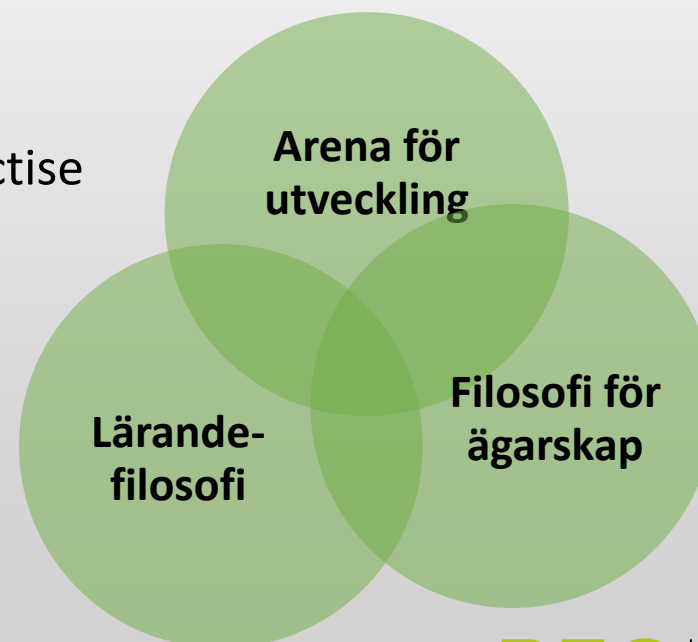 Arena för
utveckling
ctise
Filosofi för
ägarskap
Lärande-
filosofi